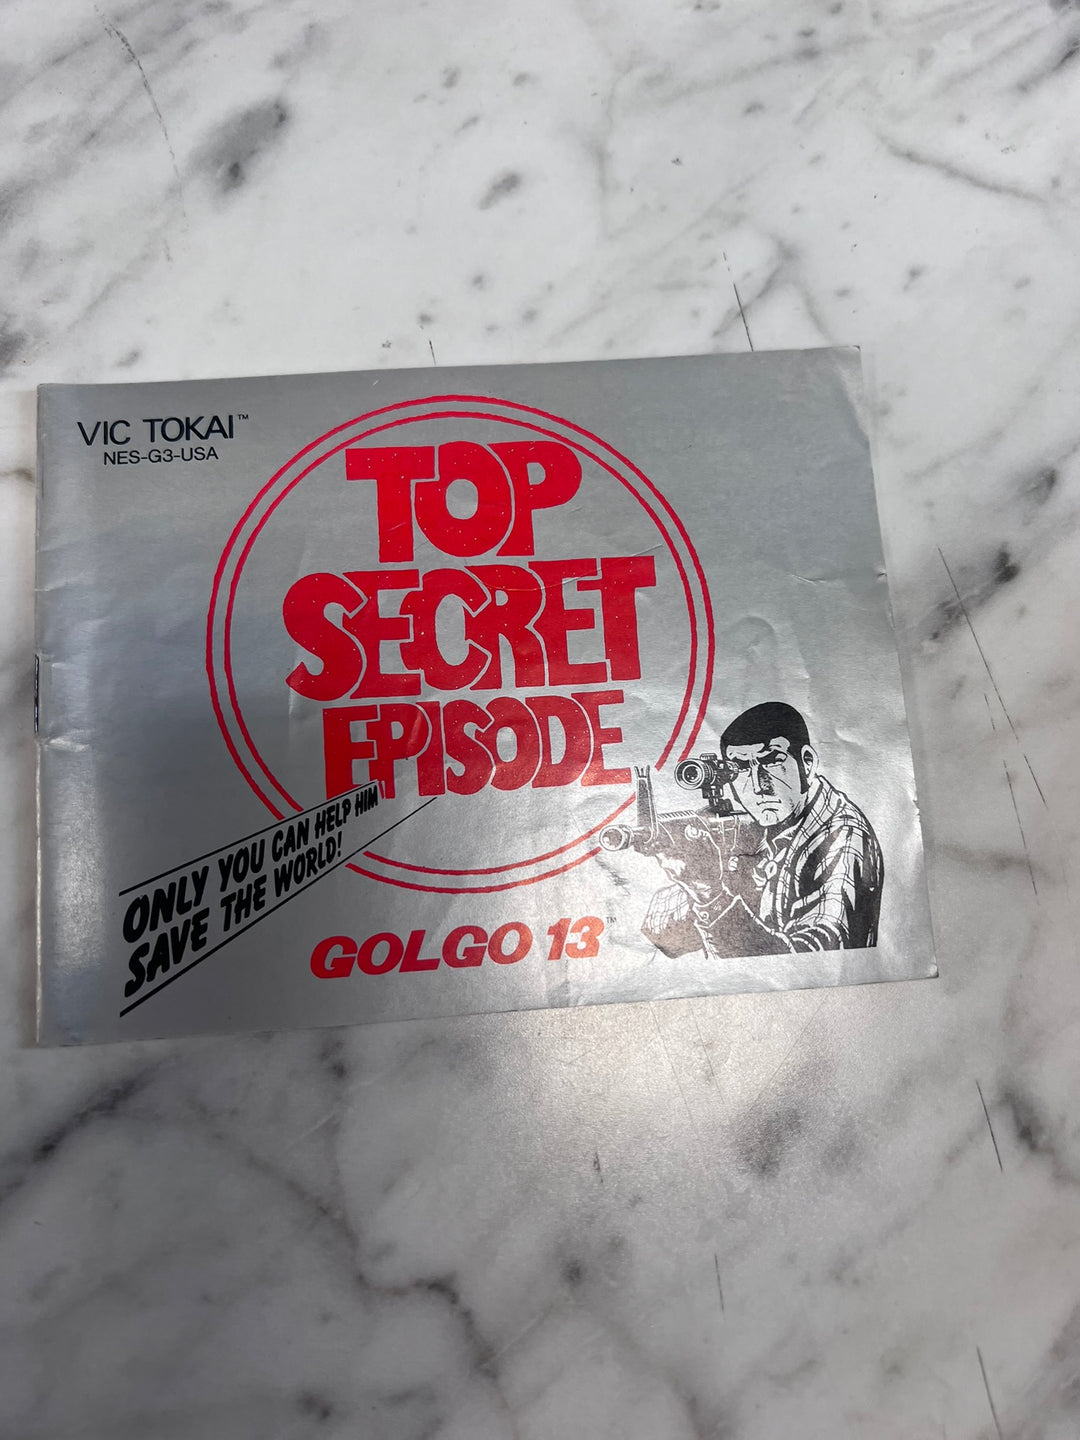 VIC TOKAI™
NES-G3-USA
TOP
SECRET
EPISODE
ONLY YOU CAN HELP HIM
SAVE THE WORLD!
GOLGO 13™